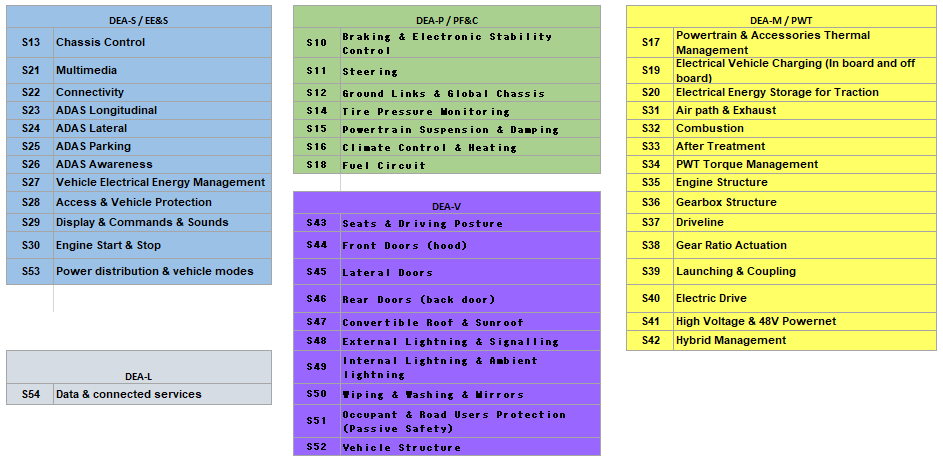 DEA-S / EE&S
S13 Chassis Control
S21 Multimedia
S22 Connectivity
S23 ADAS Longitudinal
S24 ADAS Lateral
S25 ADAS Parking
S26 ADAS Awareness
S27 Vehicle Electrical Energy Management
S28 Access & Vehicle Protection
S29 Display & Commands & Sounds
S30 Engine Start & Stop
S53 Power distribution & vehicle modes
DEA-L
S54 Data & connected services
DEA-P / PF&C
S10 Braking & Electronic Stability
Control
S11 Steering
S12 Ground Links & Global Chassis
S14 Tire Pressure Monitoring
S15 Powertrain Suspension & Damping
S16 Climate Control & Heating
S18 Fuel Circuit
DEA-V
S43 Seats & Driving Posture
S44 Front Doors (hood)
S45 Lateral Doors
S46 Rear Doors (back door)
S47 Convertible Roof & Sunroof
S48 External Lightning & Signalling
S49 Internal Lightning & Ambient
lightning
S50 Wiping & Washing & Mirrors
S51 Occupant & Road Users Protection
(Passive Safety)
S52 Vehicle Structure
DEA-M / PWT
S17 Powertrain & Accessories Thermal
Management
S19 Electrical Vehicle Charging (In board and off
board)
S20 Electrical Energy Storage for Traction
S31 Air path & Exhaust
S32 Combustion
S33 After Treatment
S34 PWT Torque Management
S35 Engine Structure
S36 Gearbox Structure
S37 Driveline
S38 Gear Ratio Actuation
S39 Launching & Coupling
S40 Electric Drive
S41 High Voltage & 48V Powernet
S42 Hybrid Management